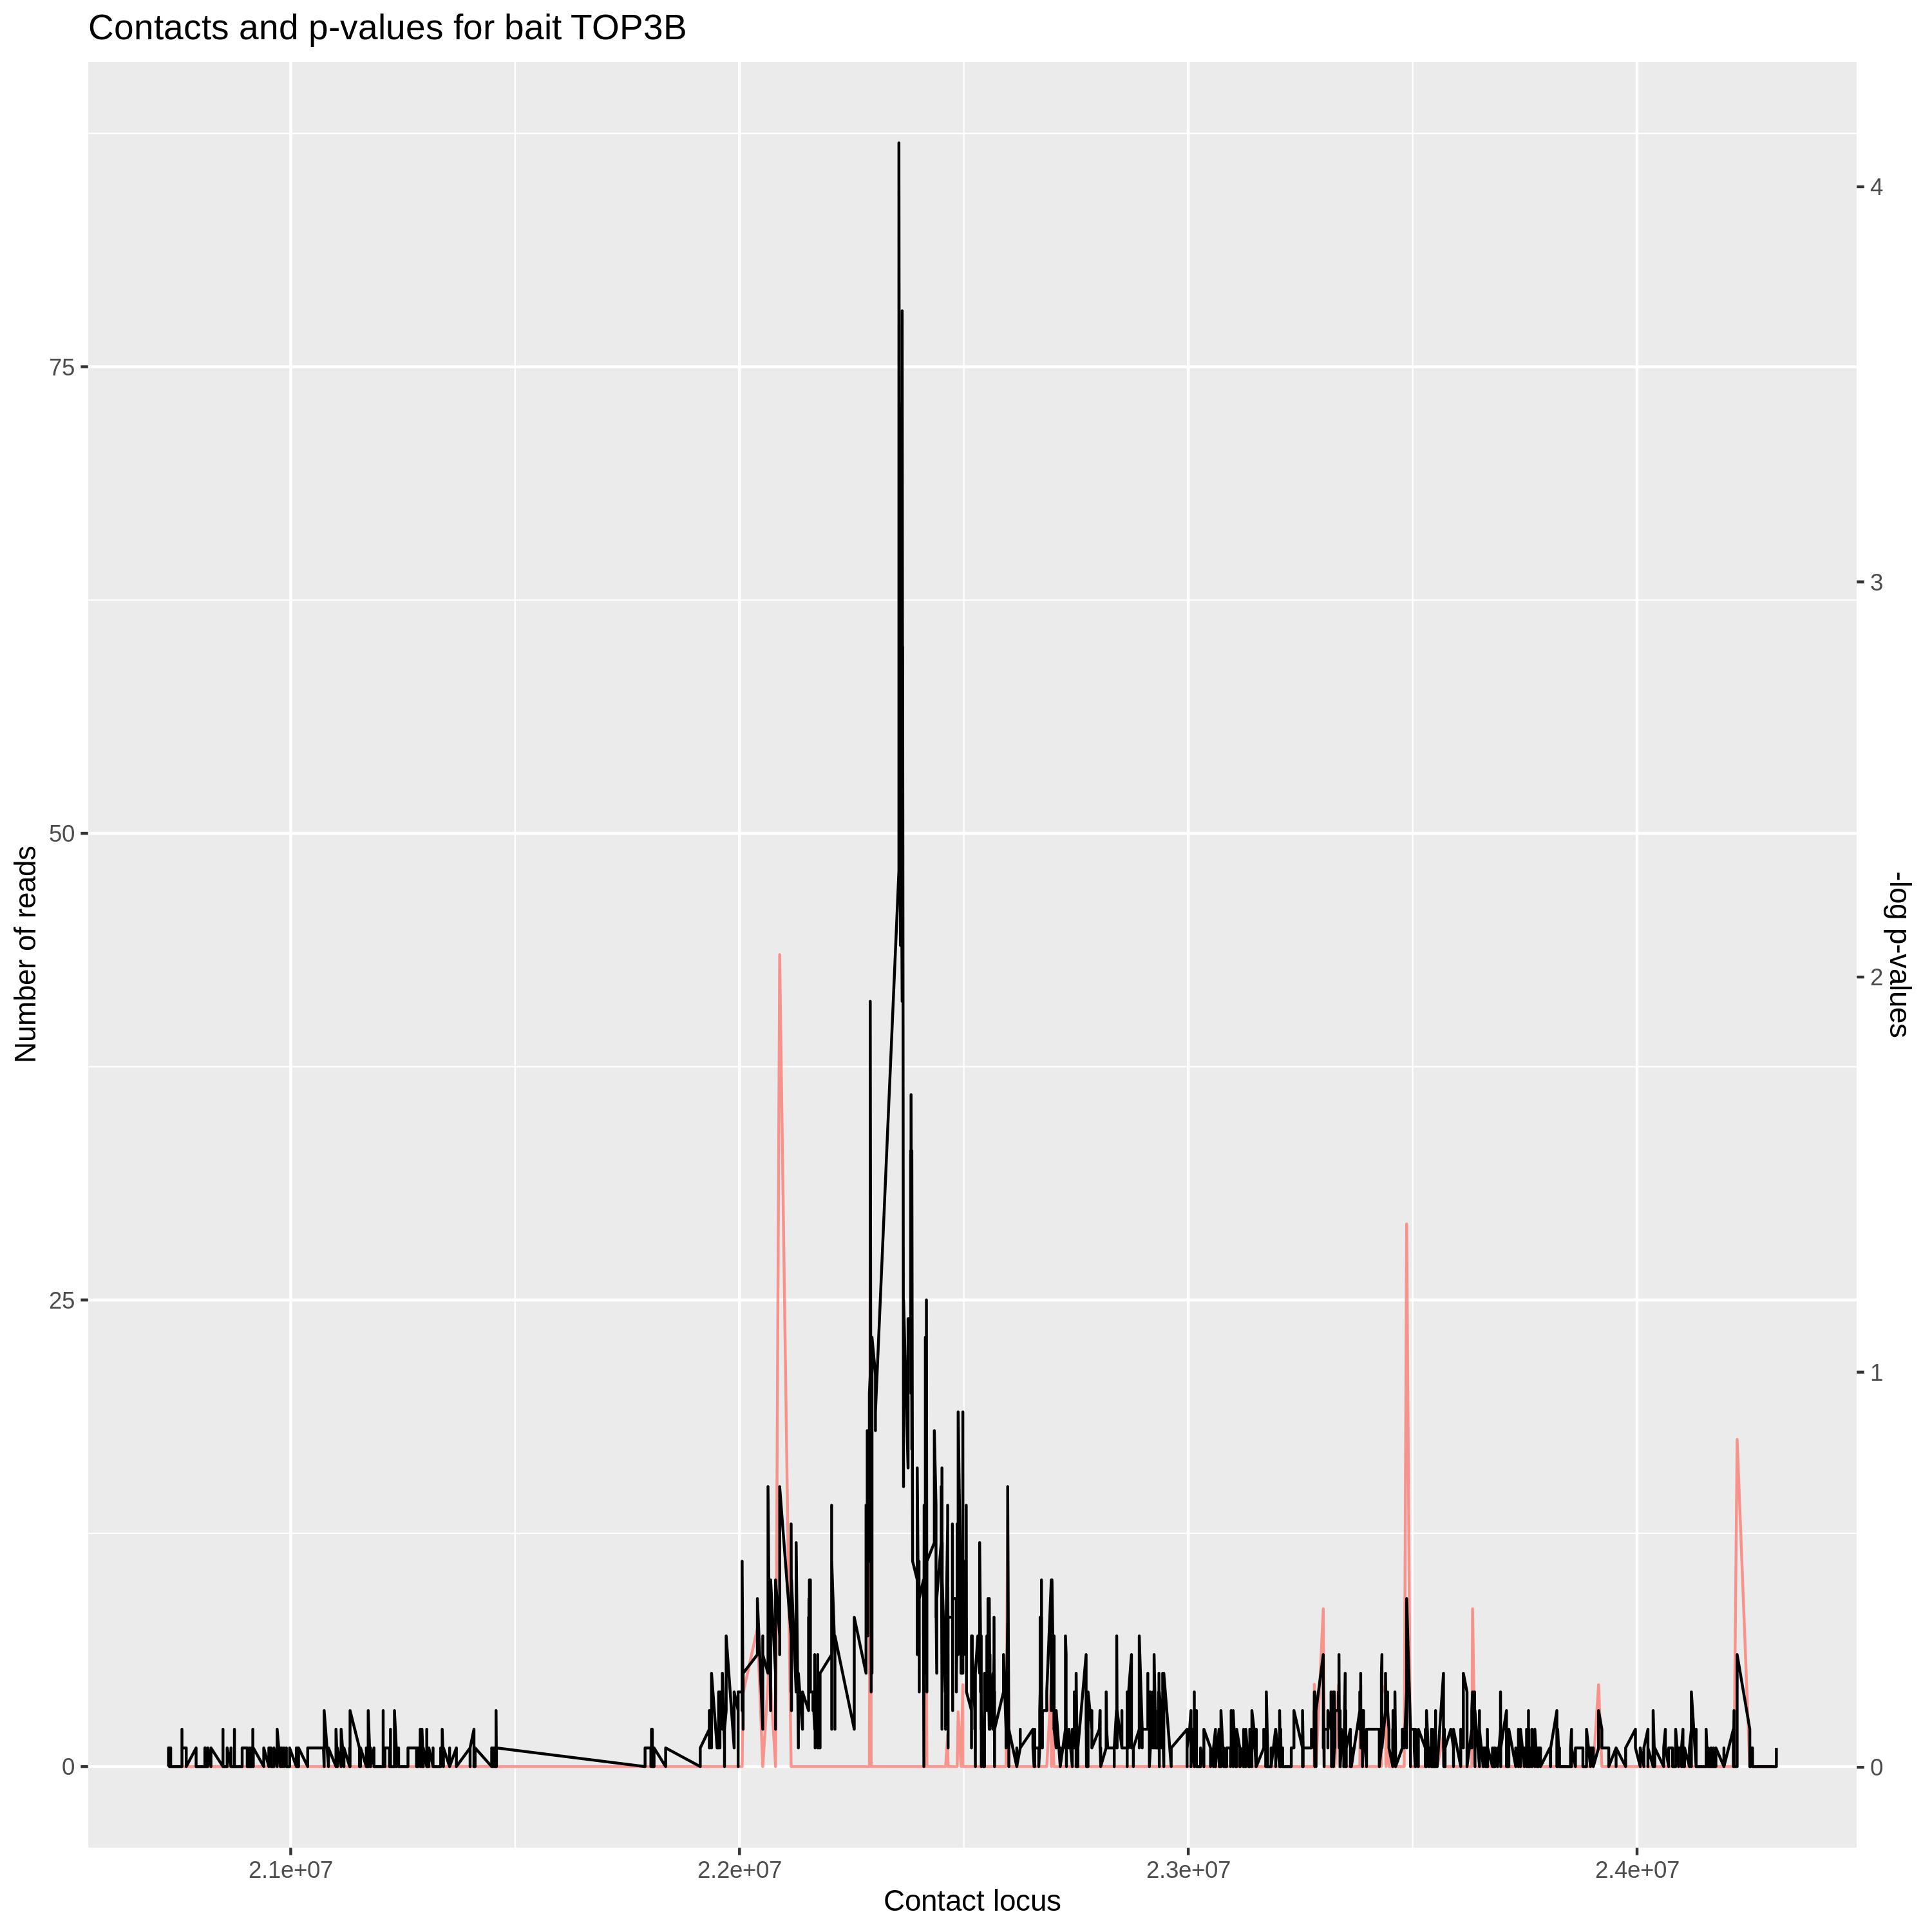 Contacts and p-values for bait TOP3B
Number of reads
75
50
25
0
4
3
2
1
0
-log p-values
2.1e+07
2.2e+07
2.3e+07
2.4e+07
Contact locus